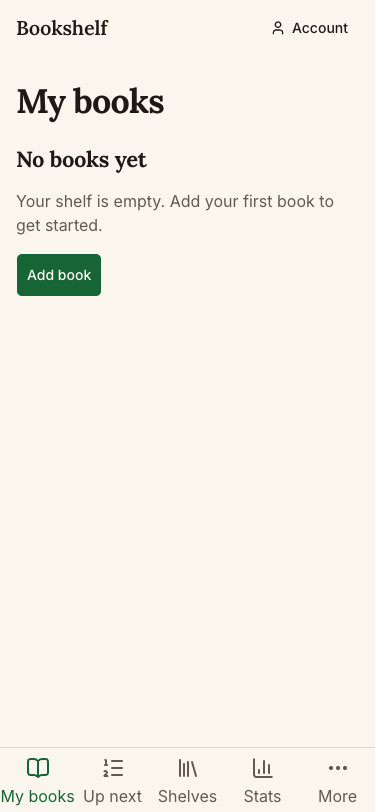 Bookshelf
Account
My books
No books yet
Your shelf is empty. Add your first book to
get started.
Add book
My books
Up next
Shelves
Stats
More